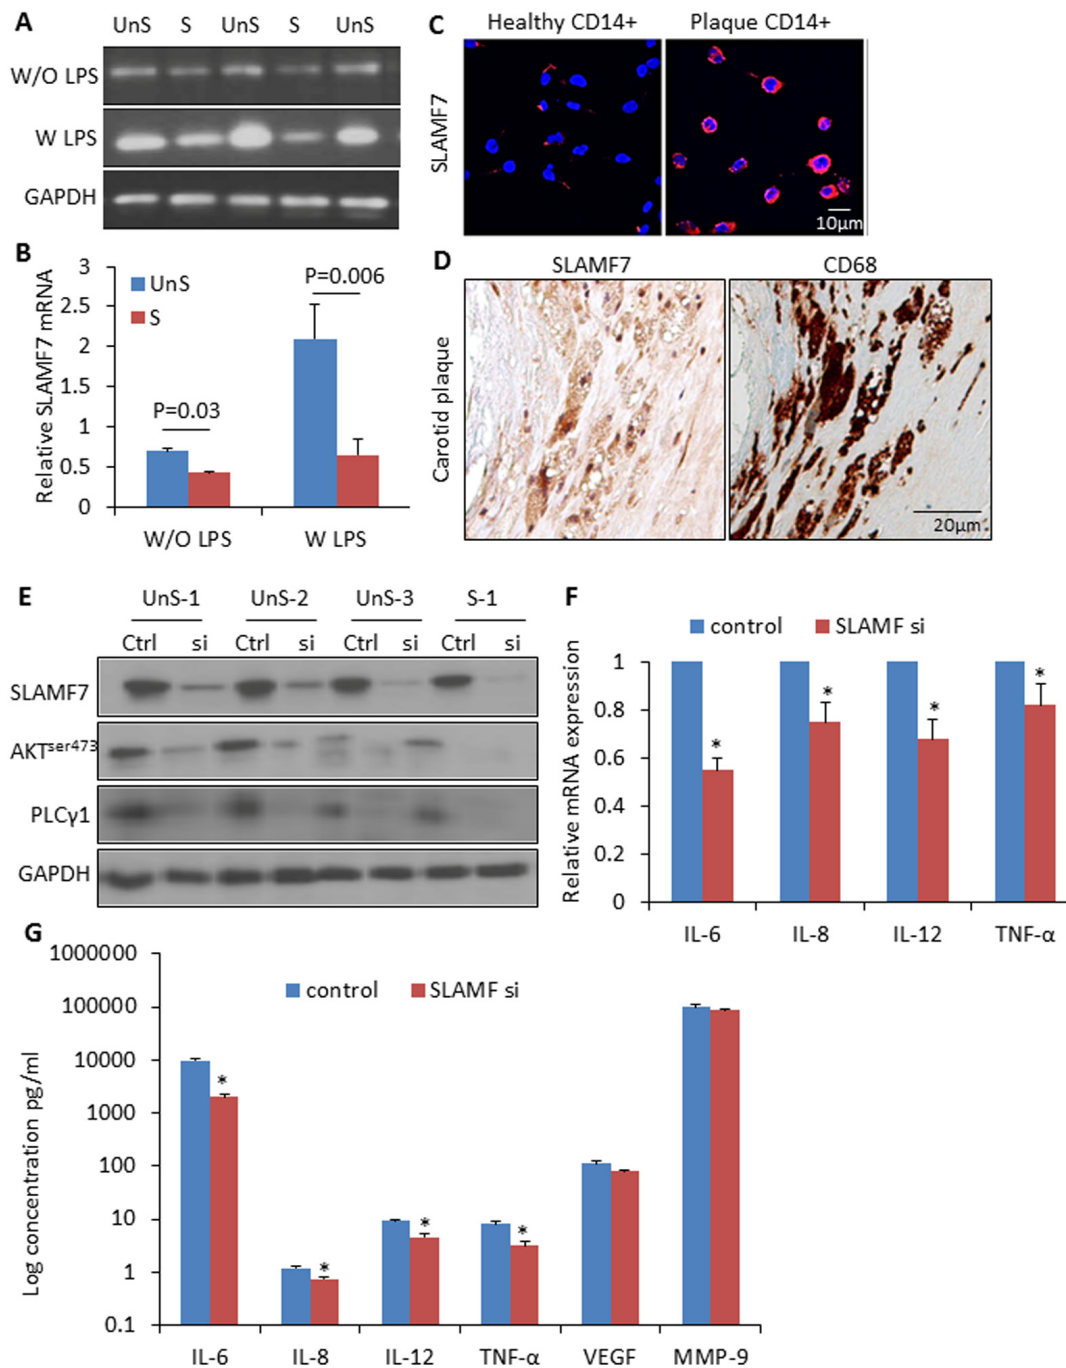 A
UnS S UnS S UnS
W/O LPS
W LPS
GAPDH
B
Relative SLAMF7 mRNA
3
2.5
2
1.5
1
0.5
0
UnS
S
P=0.03
P=0.006
W/O LPS W LPS
C
Healthy CD14+ Plaque CD14+
SLAMF7
10µm
D
SLAMF7 CD68
Carotid plaque
20µm
E
UnS-1 UnS-2 UnS-3 S-1
Ctrl si Ctrl si Ctrl si Ctrl si
SLAMF7
AKTser473
PLCγ1
GAPDH
F
control SLAMF si
Relative mRNA expression
1
0.8
0.6
0.4
0.2
0
* * * *
IL-6 IL-8 IL-12 TNF-α
G
control SLAMF si
Log concentration pg/ml
1000000
100000
10000
1000
100
10
1
0.1
* * * *
IL-6 IL-8 IL-12 TNF-α VEGF MMP-9